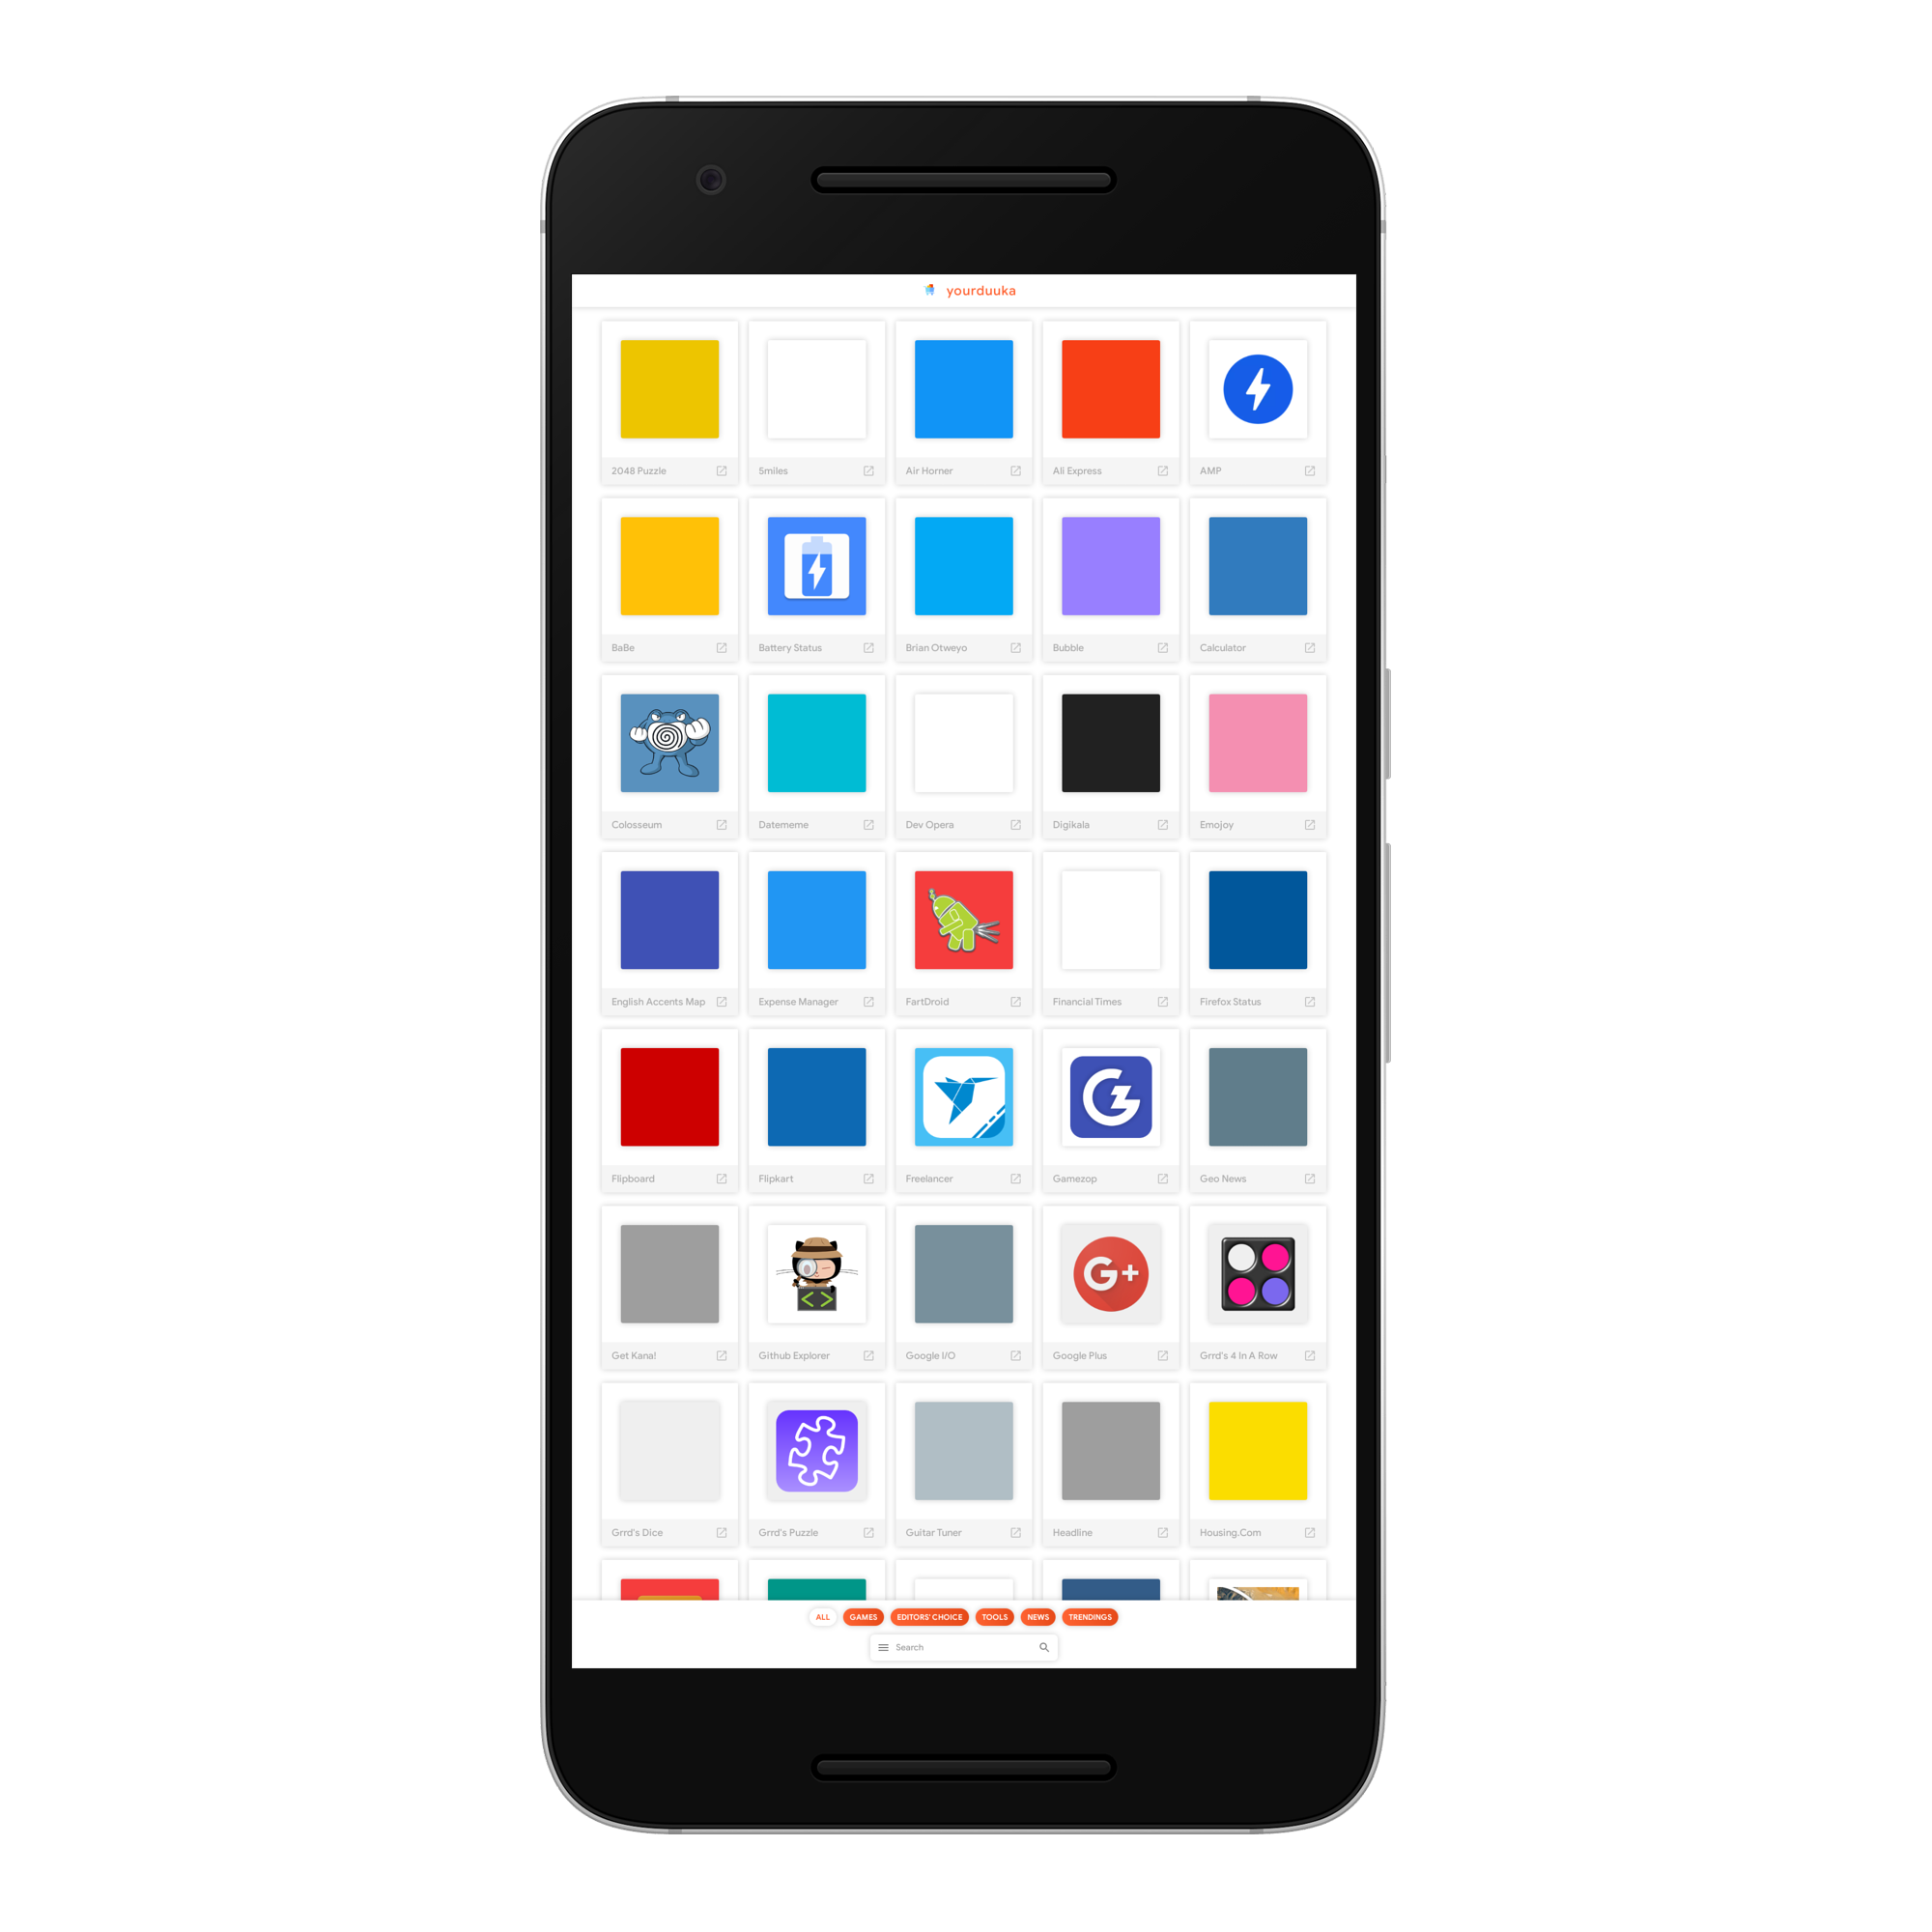 yourduuka
2048 Puzzle
5miles
Air Horner
Ali Express
AMP
BaBe
Battery Status
Brian Otweyo
Bubble
Calculator
Colosseum
Datememe
Dev Opera
Digikala
Emojoy
English Accents Map
Expense Manager
FartDroid
Financial Times
Firefox Status
Flipboard
Flipkart
Freelancer
Gamezop
Geo News
Get Kana!
Github Explorer
Google I/O
G+
Google Plus
Grrd's 4 In A Row
Grrd's Dice
Grrd's Puzzle
Guitar Tuner
Headline
Housing.Com
ALL GAMES EDITORS' CHOICE TOOLS NEWS TRENDINGS
Search